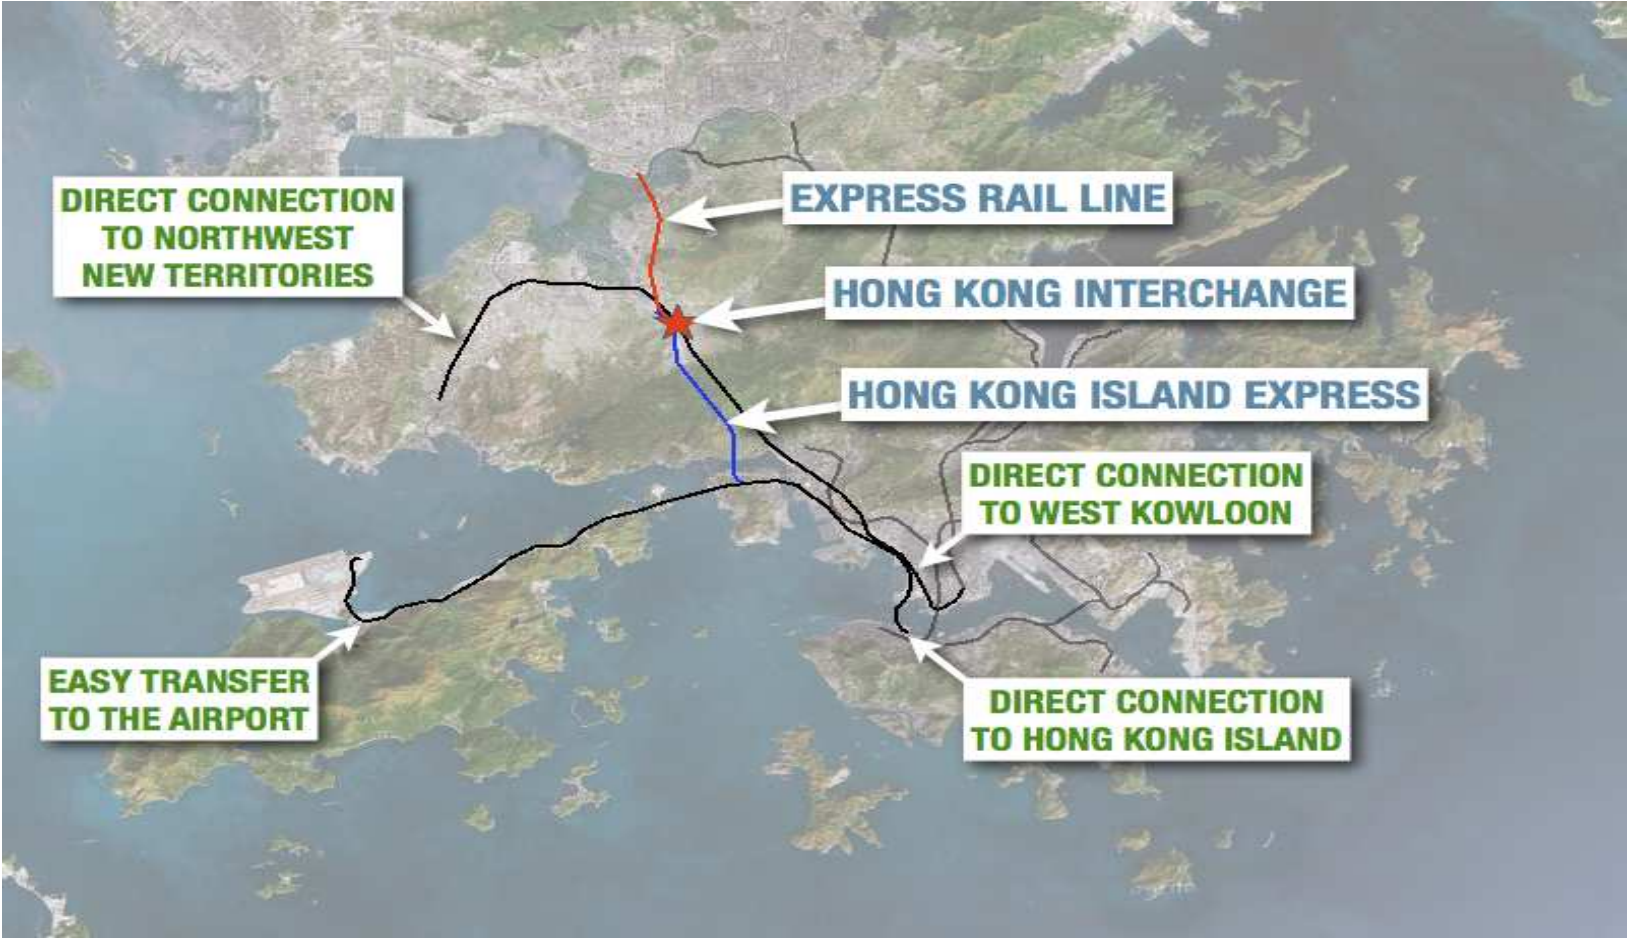 DIRECT CONNECTION
TO NORTHWEST
NEW TERRITORIES
EXPRESS RAIL LINE
HONG KONG INTERCHANGE
HONG KONG ISLAND EXPRESS
DIRECT CONNECTION
TO WEST KOWLOON
EASY TRANSFER
TO THE AIRPORT
DIRECT CONNECTION
TO HONG KONG ISLAND